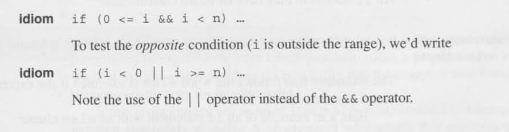 idiom if (0 <= i && i < n) …
To test the opposite condition (i is outside the range), we'd write
idiom if (i < 0 || i >= n) …
Note the use of the || operator instead of the && operator.